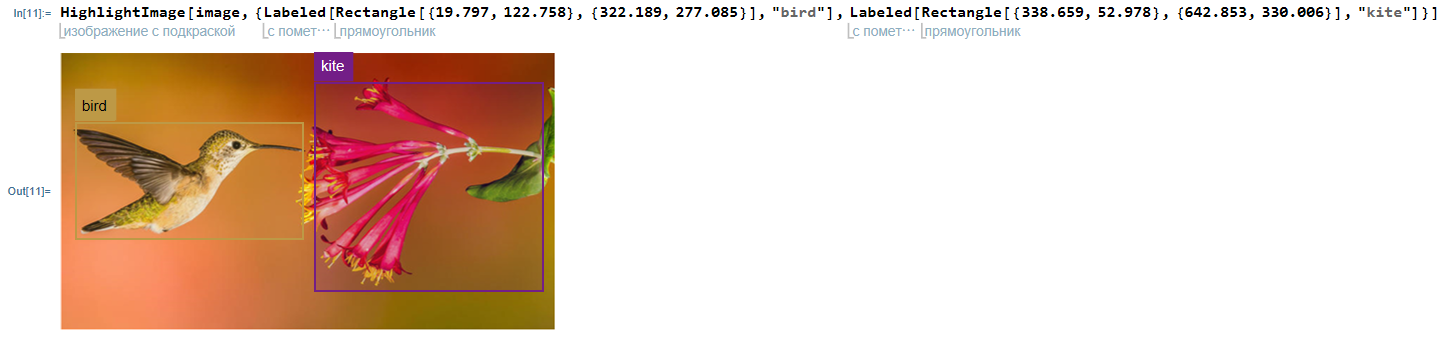 In[11]:= HighlightImage[image, {Labeled[Rectangle[{19.797, 122.758}, {322.189, 277.085}], "bird"], Labeled[Rectangle[{338.659, 52.978}, {642.853, 330.006}], "kite"]}]
изображение с подкраской с помет⋯ прямоугольник с помет⋯ прямоугольник
kite
bird
Out[11]=